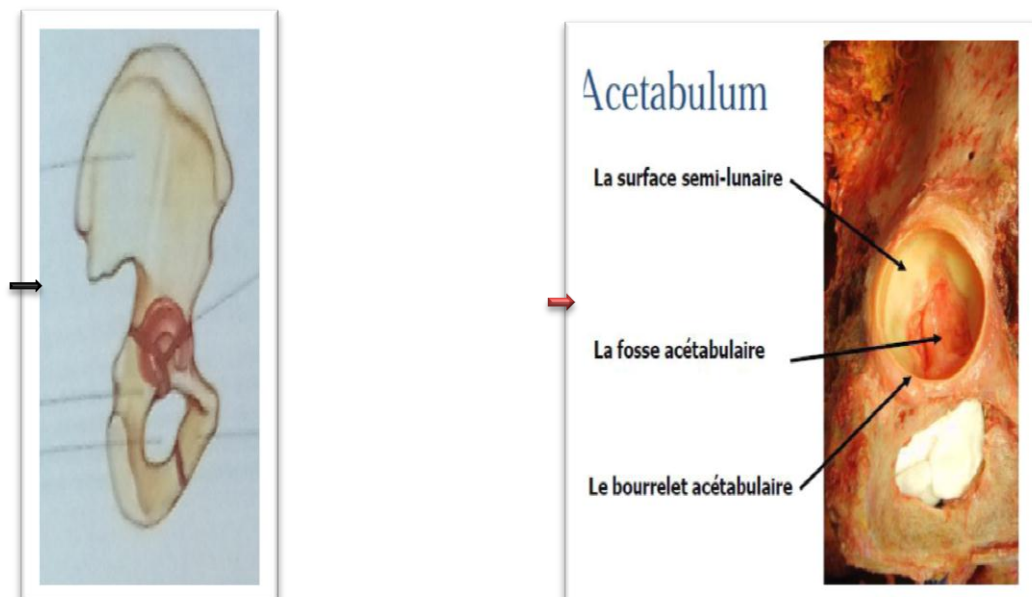 Acetabulum
La surface semi-lunaire
La fosse acétabulaire
Le bourrelet acétabulaire